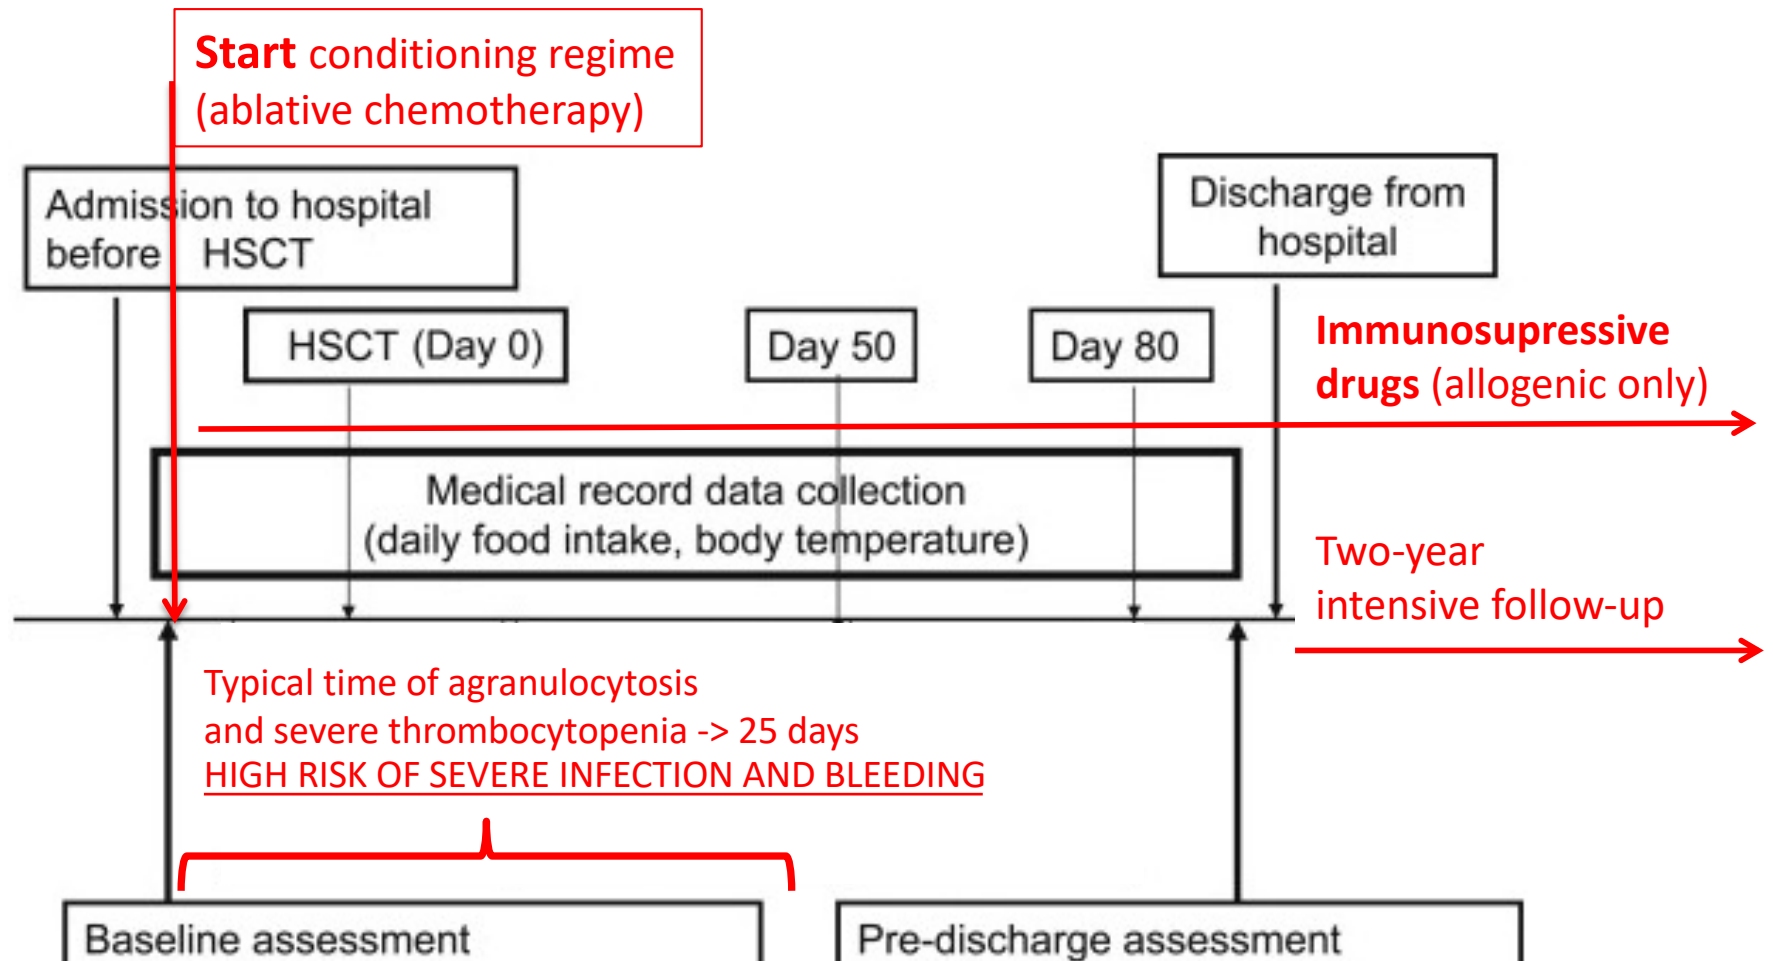 Start conditioning regime
(ablative chemotherapy)
Admission to hospital
before HSCT
Discharge from
hospital
HSCT (Day 0)
Day 50
Day 80
Immunosupressive
drugs (allogenic only)
Medical record data collection
(daily food intake, body temperature)
Two-year
intensive follow-up
Typical time of agranulocytosis
and severe thrombocytopenia -> 25 days
HIGH RISK OF SEVERE INFECTION AND BLEEDING
Baseline assessment
Pre-discharge assessment